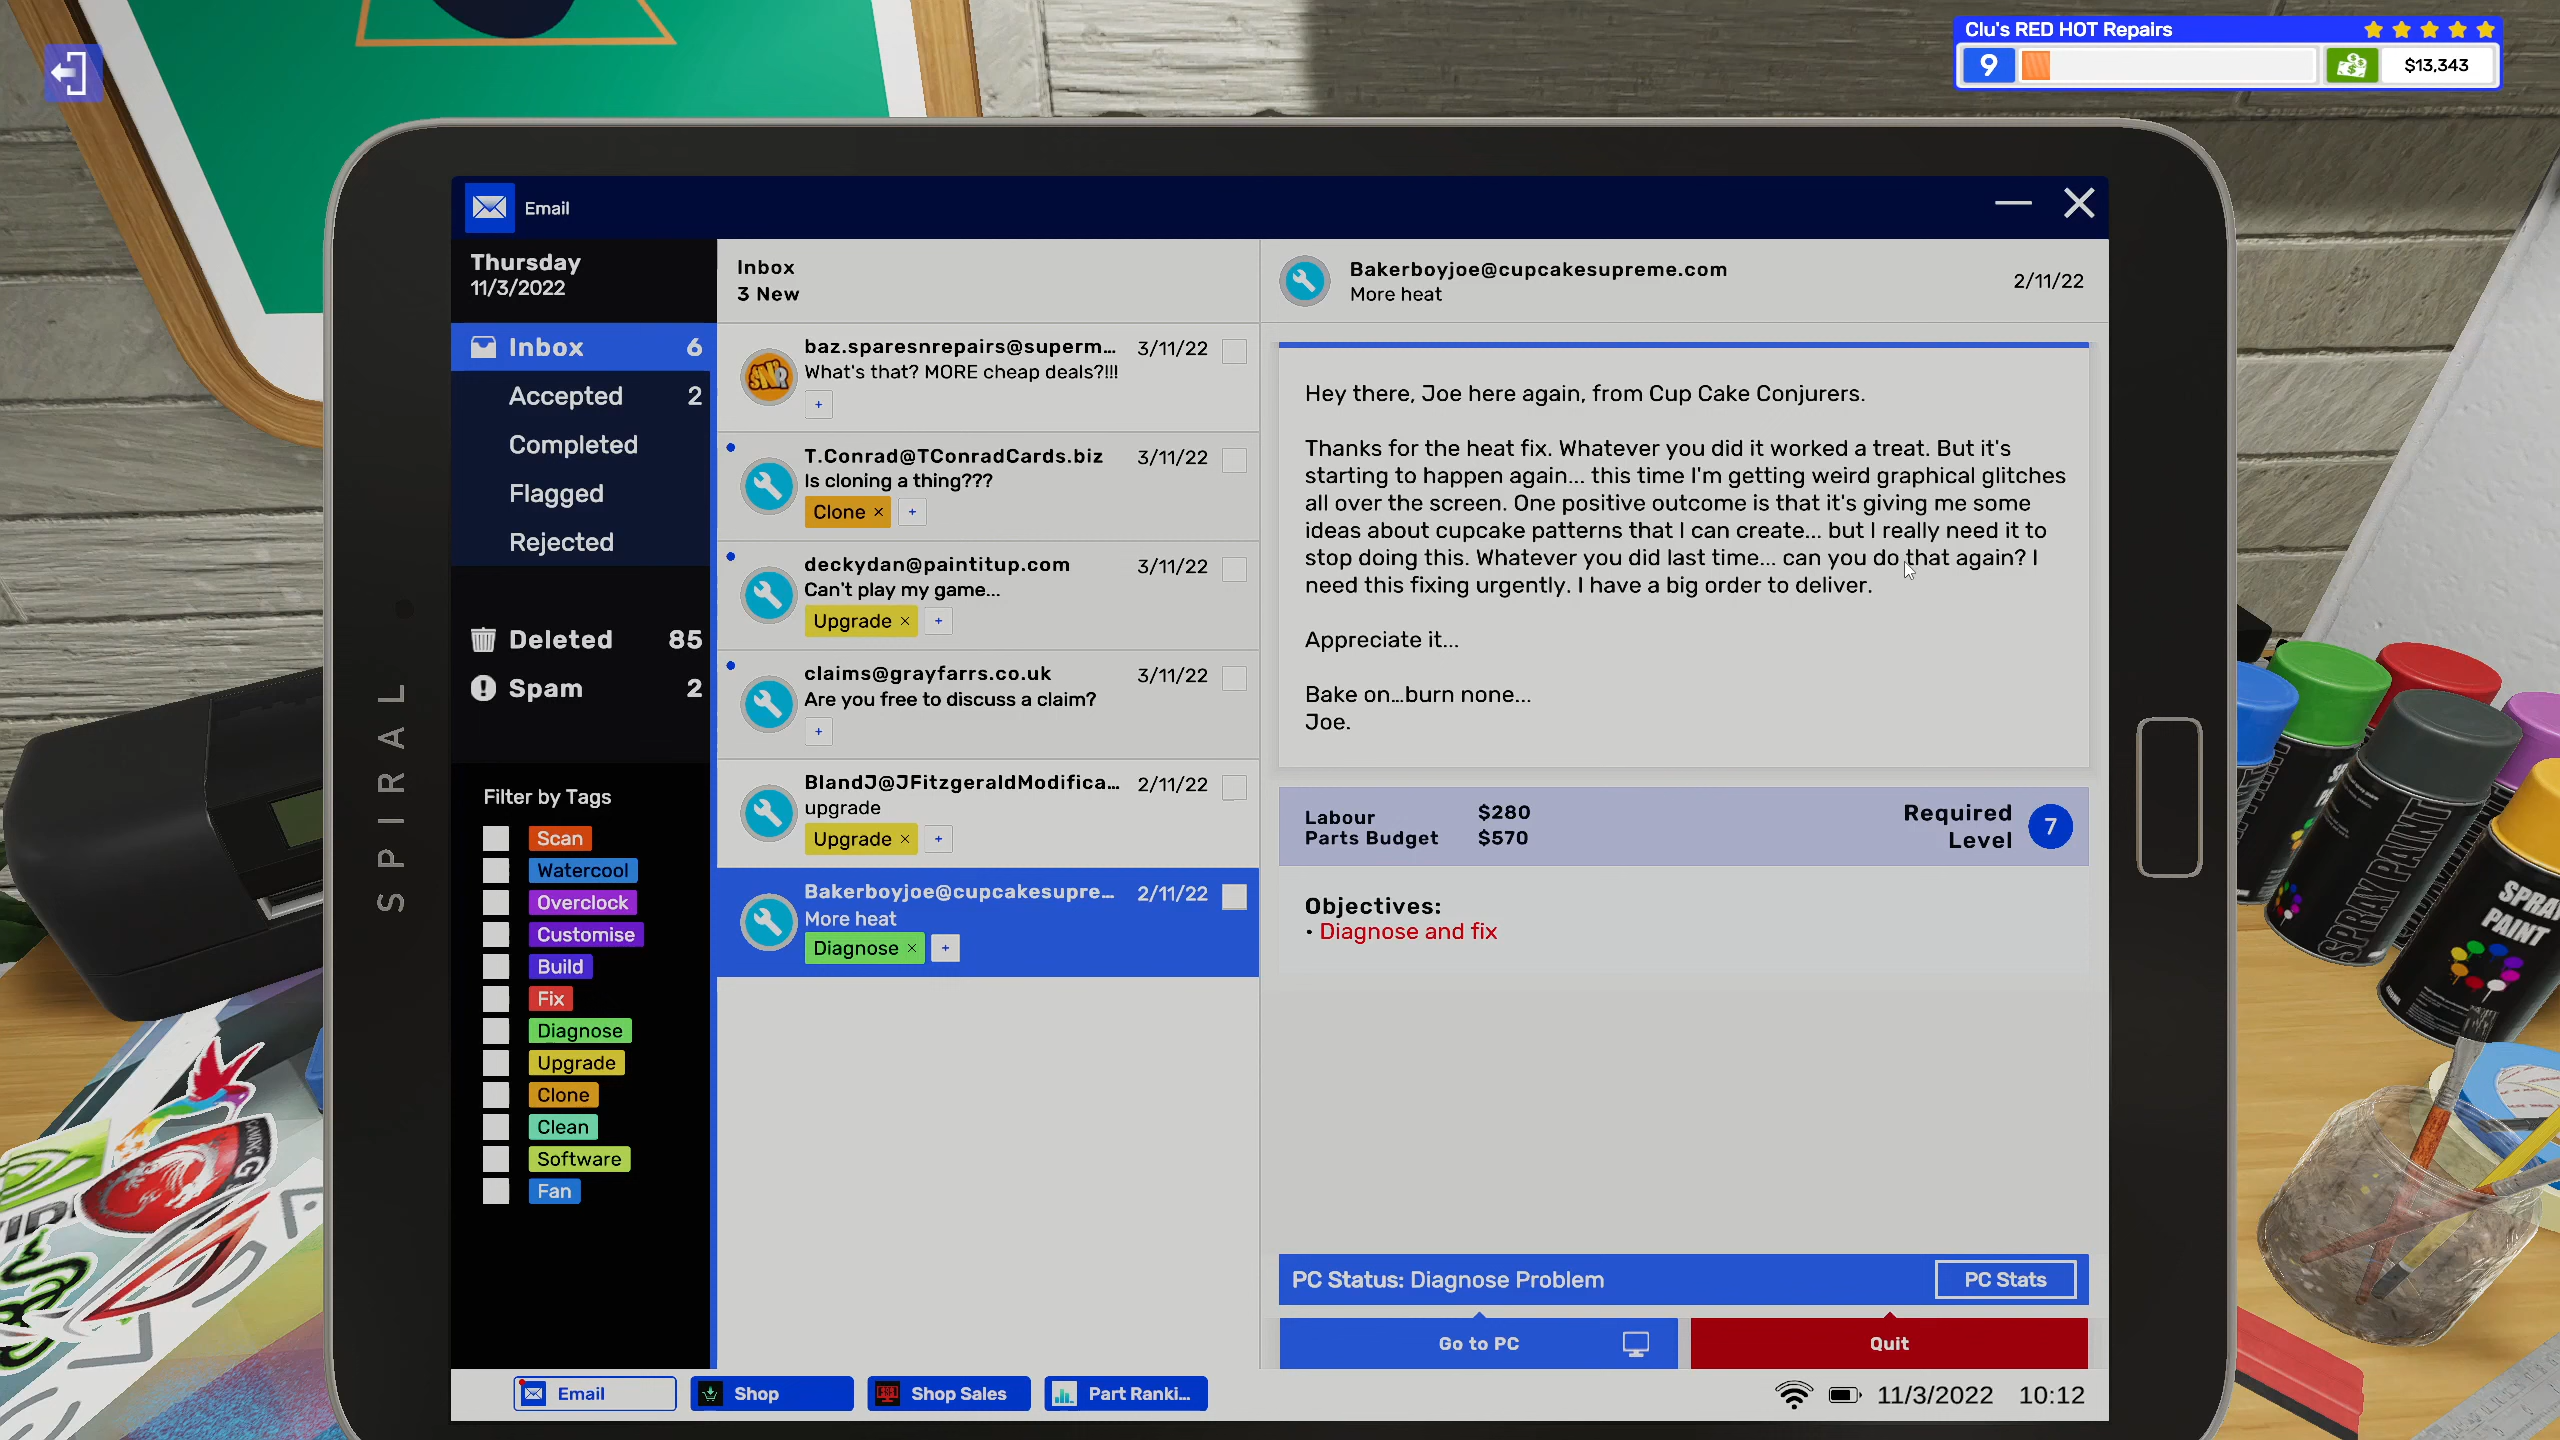 Clu's RED HOT Repairs
9
$13,343
Email
Thursday
11/3/2022
Inbox 6
Accepted 2
Completed
Flagged
Rejected
Deleted 85
Spam 2
Filter by Tags
Scan
Watercool
Overclock
Customise
Build
Fix
Diagnose
Upgrade
Clone
Clean
Software
Fan
Inbox
3 New
baz.sparesnrepairs@superm... 3/11/22
What's that? MORE cheap deals?!!!
+
T.Conrad@TConradCards.biz 3/11/22
Is cloning a thing???
Clone × +
deckydan@paintitup.com 3/11/22
Can't play my game...
Upgrade × +
claims@grayfarrs.co.uk 3/11/22
Are you free to discuss a claim?
+
BlandJ@JFitzgeraldModifica... 2/11/22
upgrade
Upgrade × +
Bakerboyjoe@cupcakesupre... 2/11/22
More heat
Diagnose × +
Bakerboyjoe@cupcakesupreme.com
More heat
2/11/22
Hey there, Joe here again, from Cup Cake Conjurers.
Thanks for the heat fix. Whatever you did it worked a treat. But it's
starting to happen again... this time I'm getting weird graphical glitches
all over the screen. One positive outcome is that it's giving me some
ideas about cupcake patterns that I can create... but I really need it to
stop doing this. Whatever you did last time... can you do that again? I
need this fixing urgently. I have a big order to deliver.
Appreciate it...
Bake on...burn none...
Joe.
Labour $280
Parts Budget $570
Required
Level
7
Objectives:
• Diagnose and fix
PC Status: Diagnose Problem
PC Stats
Go to PC
Quit
Email
Shop
Shop Sales
Part Ranki...
11/3/2022 10:12
SPIRAL
SNR
SPRAY PAINT
SPRAY PAINT